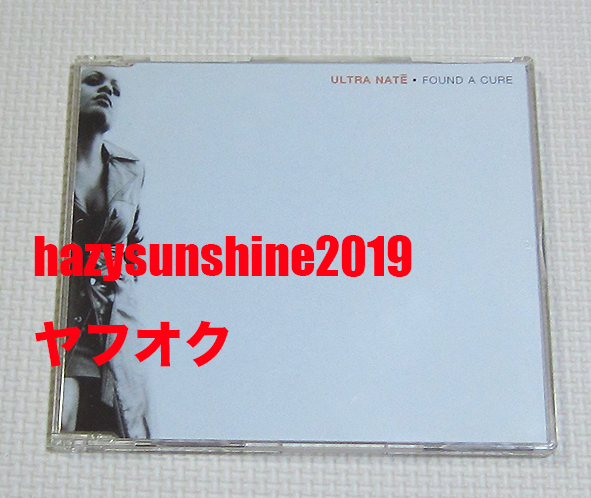 ULTRA NATĒ • FOUND A CURE
hazysunshine2019
ヤフオク